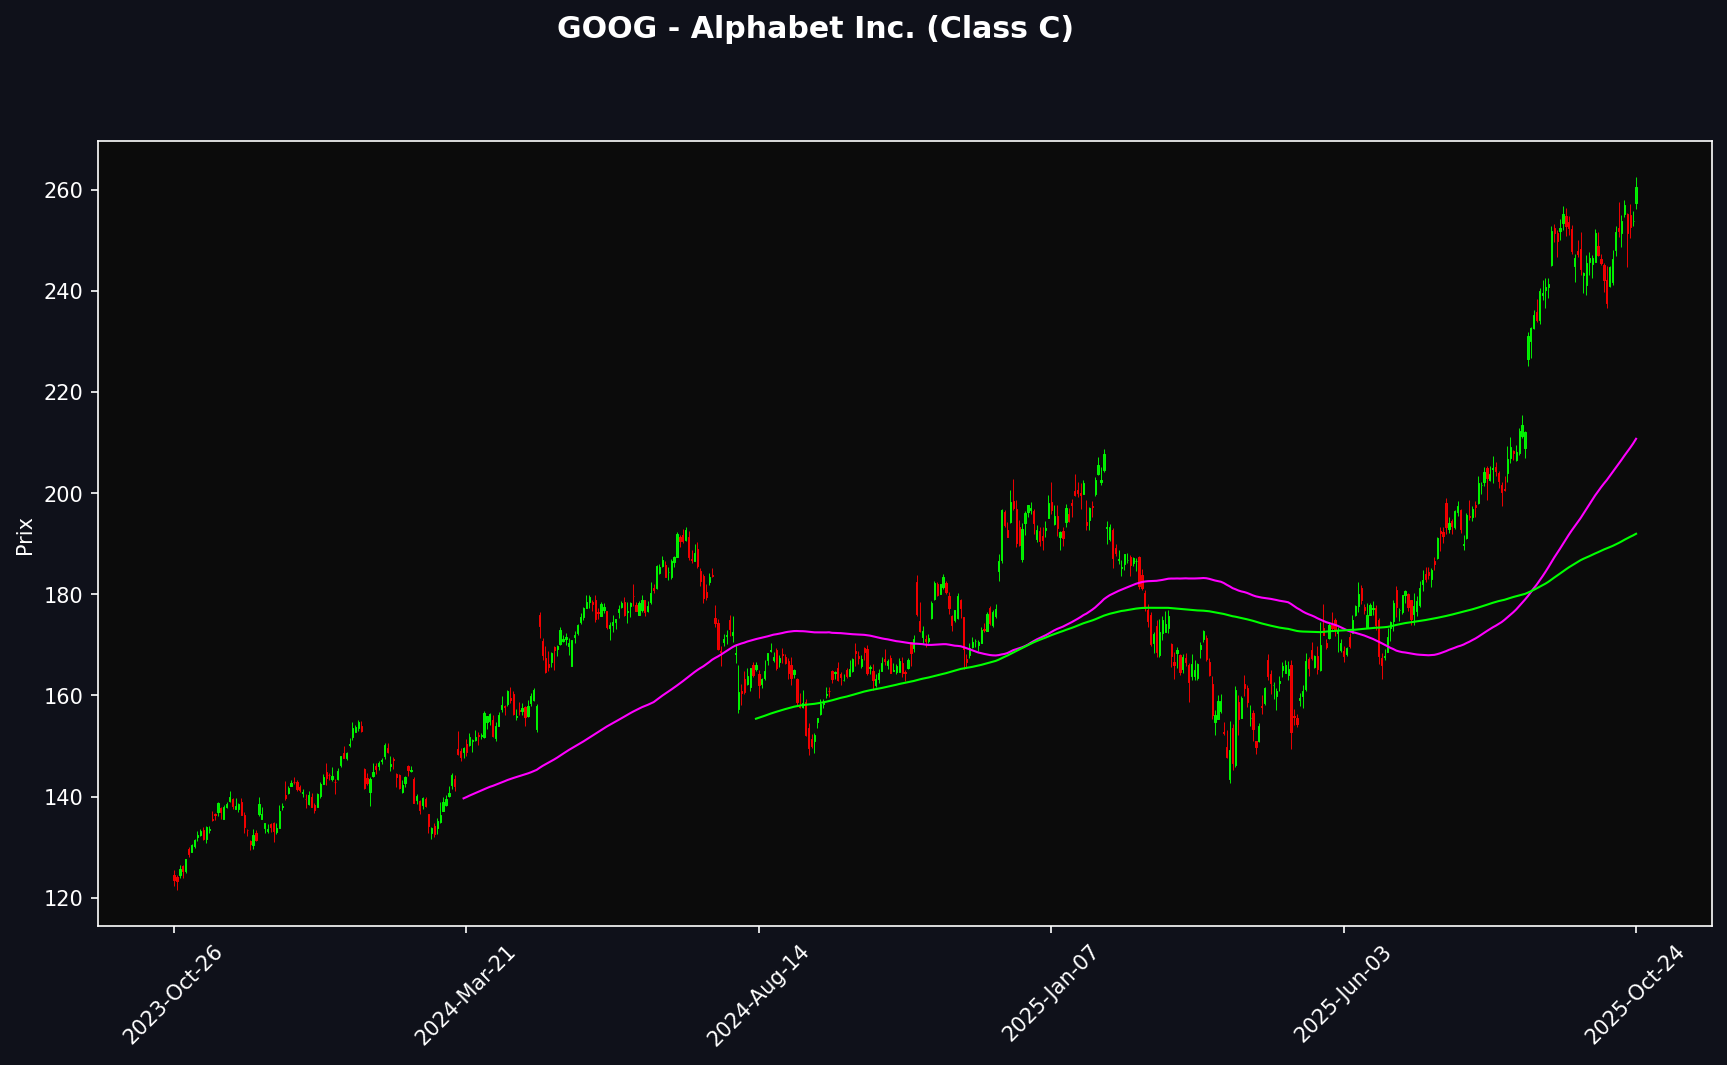 GOOG - Alphabet Inc. (Class C)
Prix
260
240
220
200
180
160
140
120
2023-Oct-26
2024-Mar-21
2024-Aug-14
2025-Jan-07
2025-Jun-03
2025-Oct-24